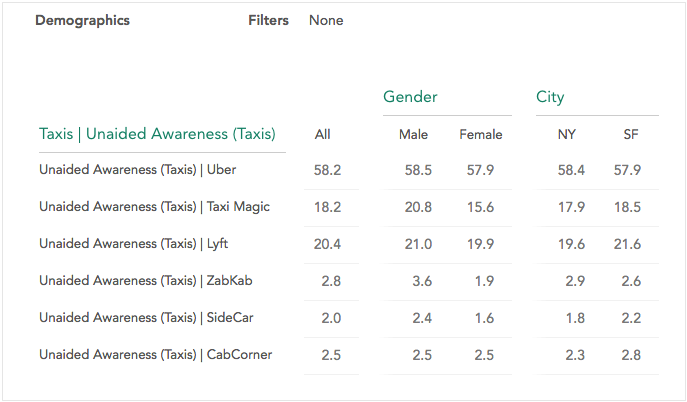 Demographics Filters None
Gender City
Taxis | Unaided Awareness (Taxis) All Male Female NY SF
Unaided Awareness (Taxis) | Uber 58.2 58.5 57.9 58.4 57.9
Unaided Awareness (Taxis) | Taxi Magic 18.2 20.8 15.6 17.9 18.5
Unaided Awareness (Taxis) | Lyft 20.4 21.0 19.9 19.6 21.6
Unaided Awareness (Taxis) | ZabKab 2.8 3.6 1.9 2.9 2.6
Unaided Awareness (Taxis) | SideCar 2.0 2.4 1.6 1.8 2.2
Unaided Awareness (Taxis) | CabCorner 2.5 2.5 2.5 2.3 2.8